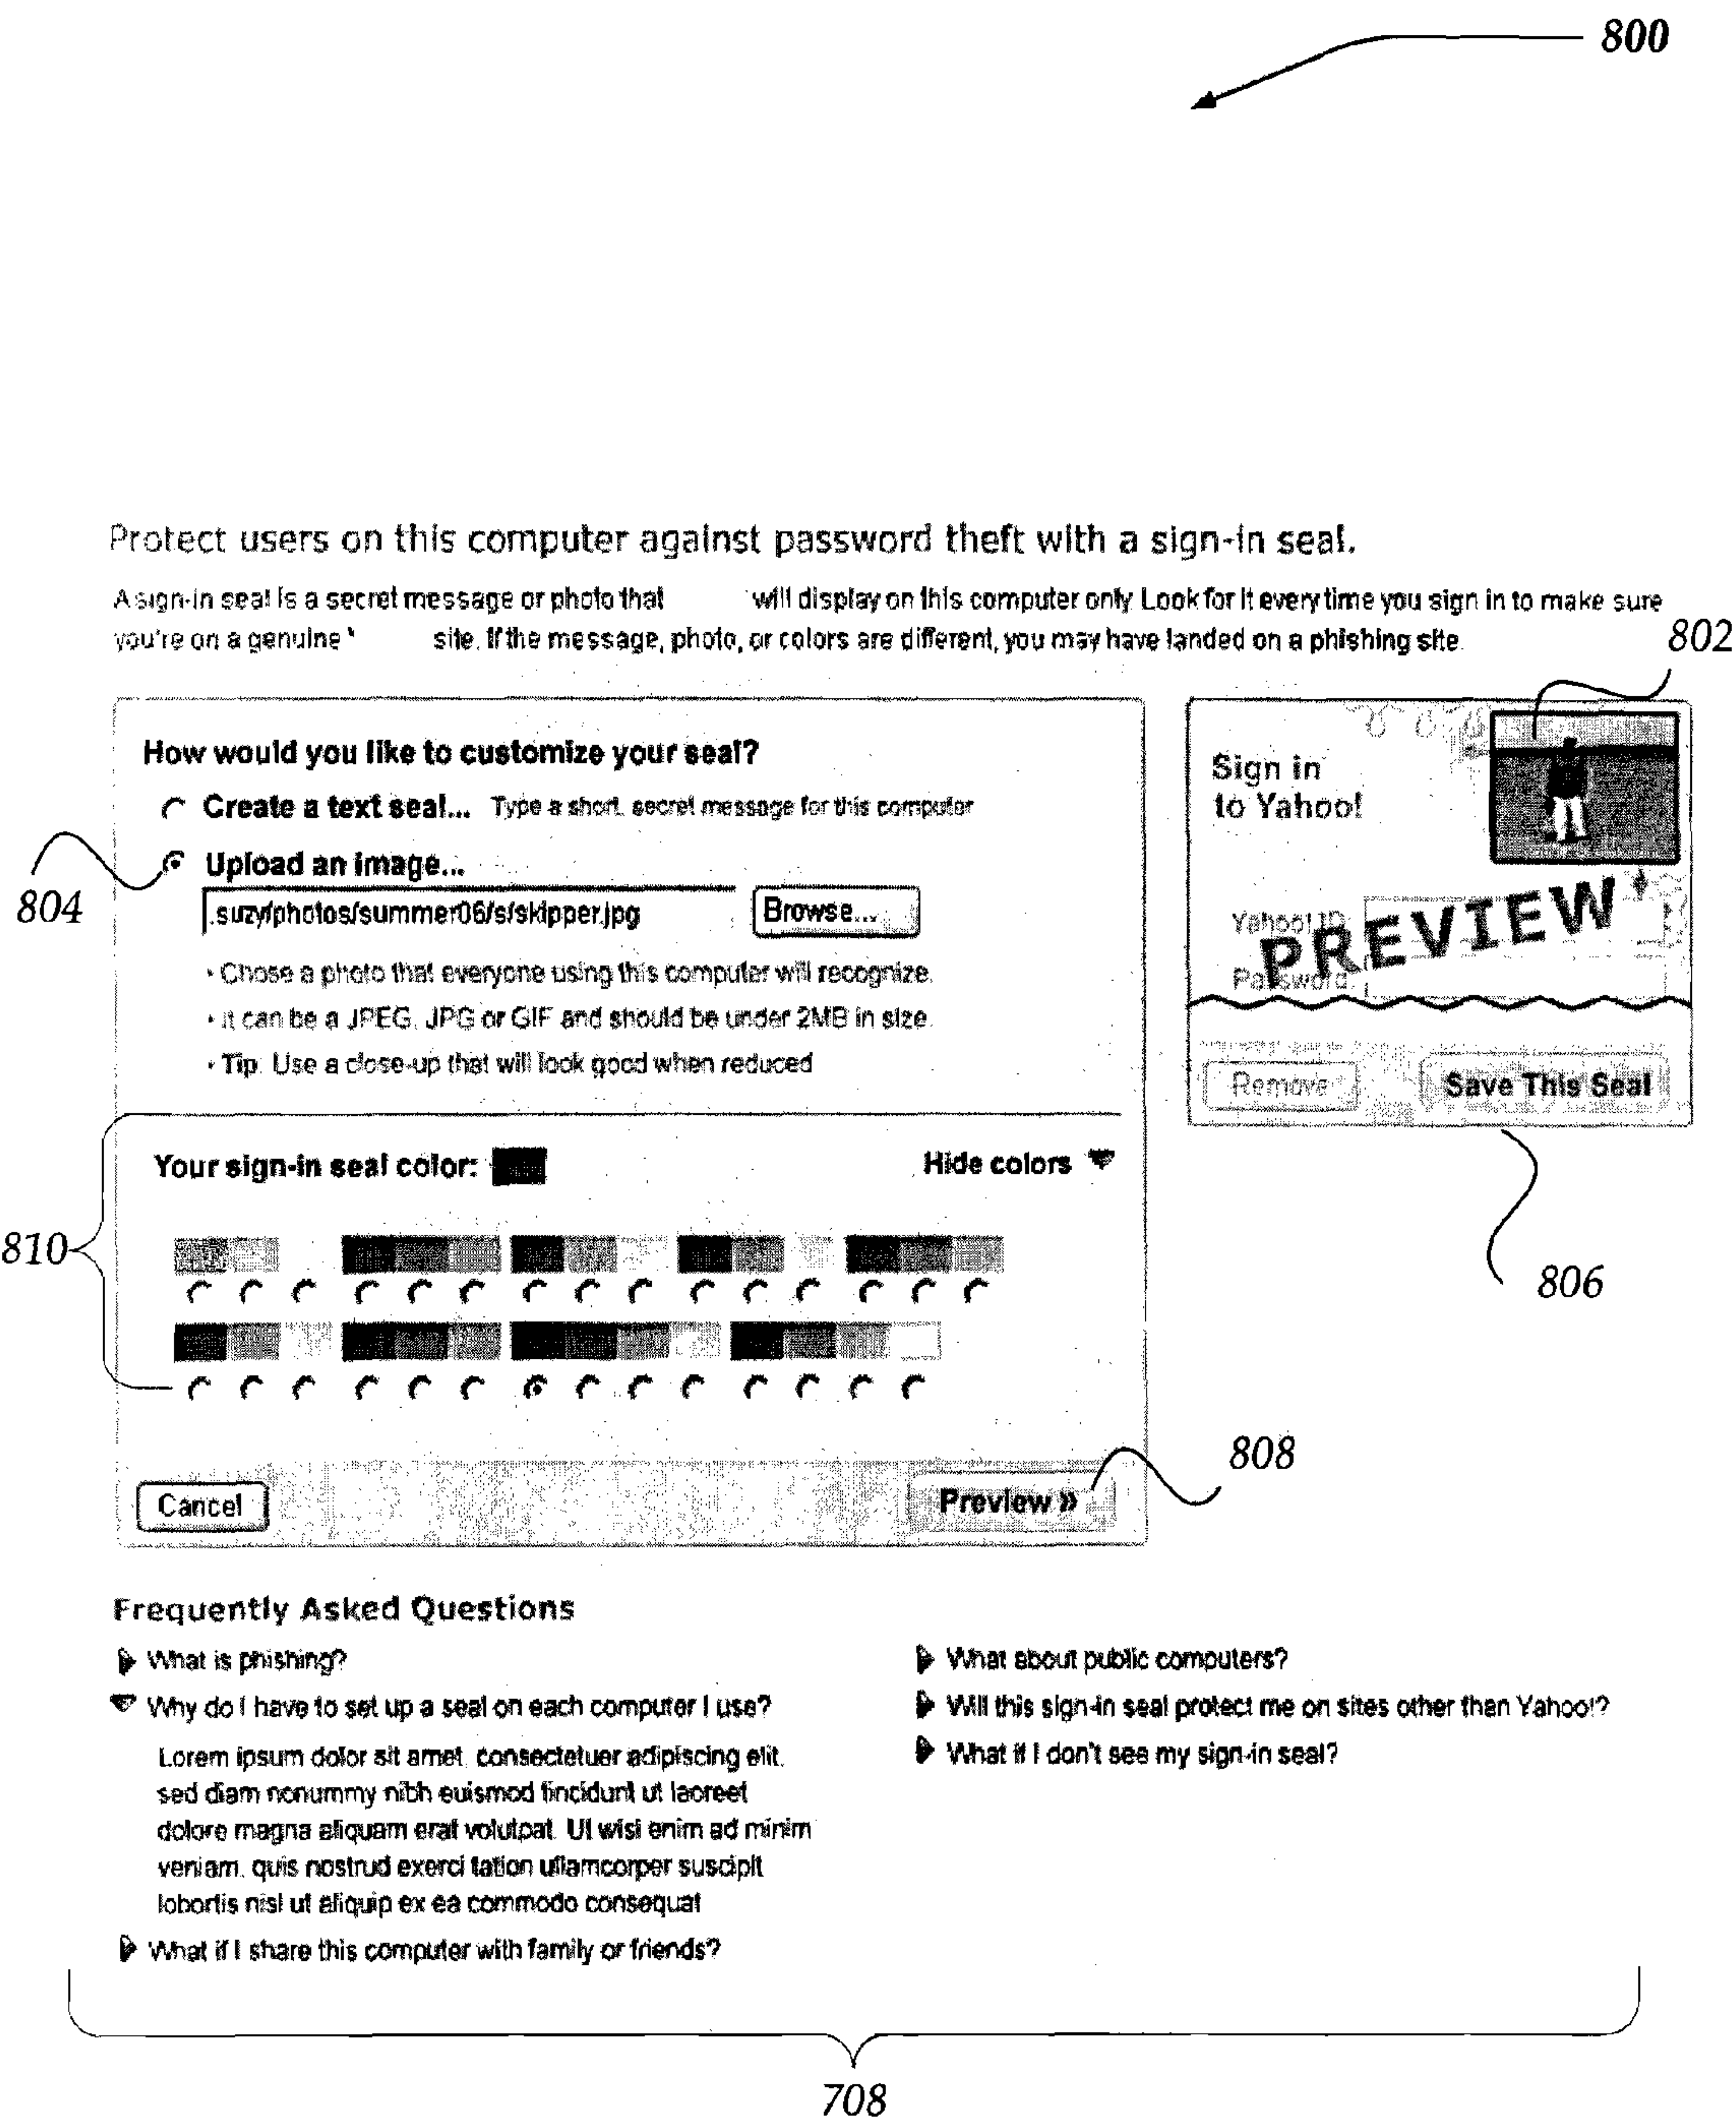 800
Protect users on this computer against password theft with a sign-in seal.
A sign-in seal is a secret message or photo that will display on this computer only. Look for it every time you sign in to make sure
you're on a genuine site. If the message, photo, or colors are different, you may have landed on a phishing site.
802
How would you like to customize your seal?
Create a text seal... Type a short, secret message for this computer
804
Upload an image...
.suzy/photos/summer06/s/skipper.jpg Browse...
• Chose a photo that everyone using this computer will recognize.
• it can be a JPEG, JPG or GIF and should be under 2MB in size.
• Tip: Use a close-up that will look good when reduced
Sign in
to Yahoo!
Yahoo! ID:
PREVIEW
Password:
Remove Save This Seal
806
Your sign-in seal color: Hide colors
810
808
Cancel Preview »
Frequently Asked Questions
What is phishing?
Why do I have to set up a seal on each computer I use?
Lorem ipsum dolor sit amet, consectetuer adipiscing elit,
sed diam nonummy nibh euismod tincidunt ut laoreet
dolore magna aliquam erat volutpat. Ut wisi enim ad minim
veniam, quis nostrud exerci tation ullamcorper suscipit
lobortis nisl ut aliquip ex ea commodo consequat
What if I share this computer with family or friends?
What about public computers?
Will this sign-in seal protect me on sites other than Yahoo!?
What if I don't see my sign-in seal?
708